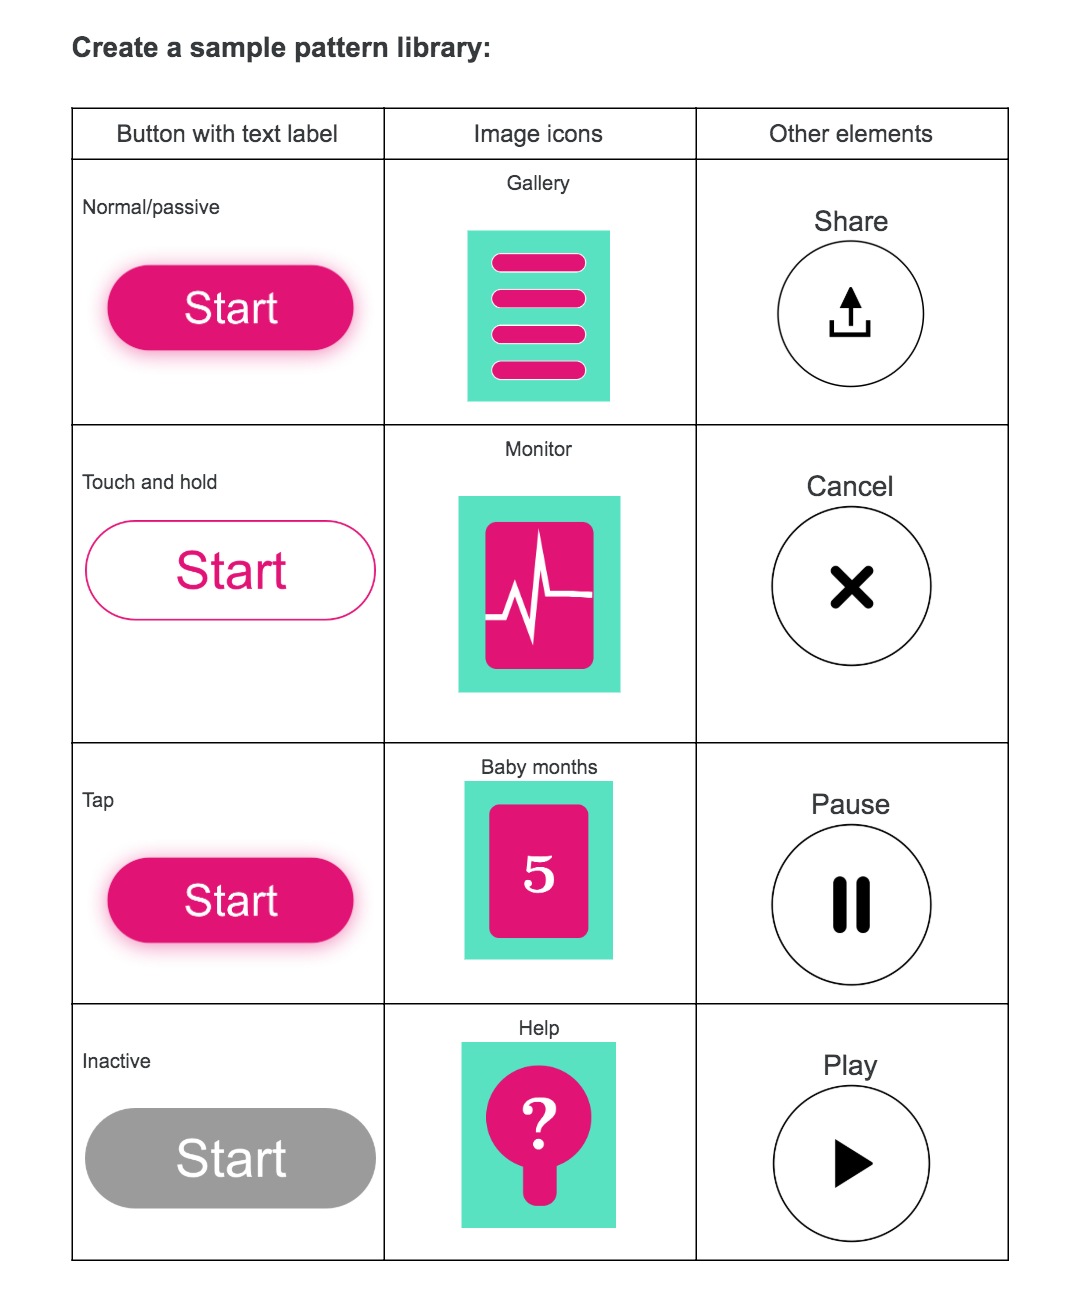 Create a sample pattern library:
Button with text label
Image icons
Other elements
Normal/passive
Start
Gallery
Share
Touch and hold
Start
Monitor
Cancel
Tap
Start
Baby months
5
Pause
Inactive
Start
Help
?
Play